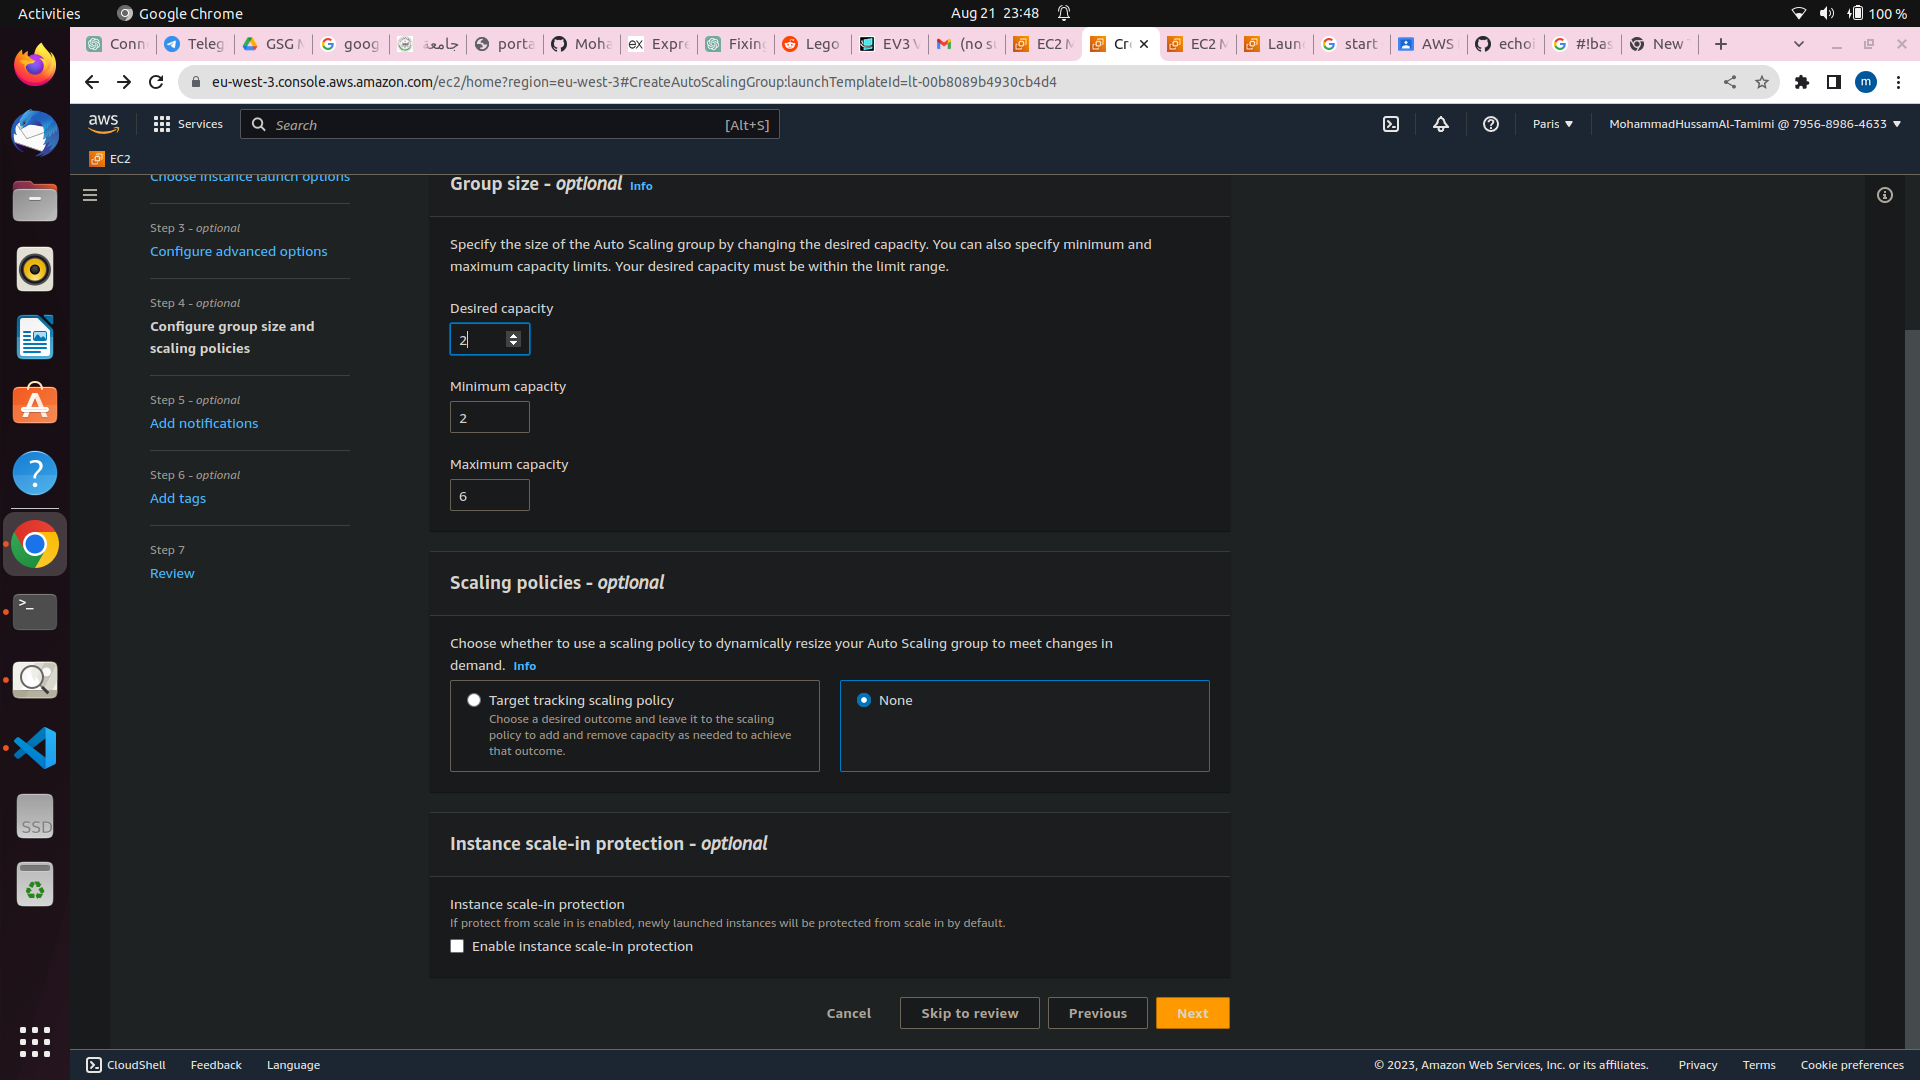 Activities
Google Chrome
Aug 21 23:48
100 %
Conn
Teleg
GSG M
goog
جامعة
porta
Moha
Expre
Fixing
Lego
EV3 V
(no su
EC2 M
Cre
EC2 M
Laun
start
AWS
echoi
#!bas
New
eu-west-3.console.aws.amazon.com/ec2/home?region=eu-west-3#CreateAutoScalingGroup:launchTemplateId=lt-00b8089b4930cb4d4
m
aws
Services
Search
[Alt+S]
Paris
MohammadHussamAl-Tamimi @ 7956-8986-4633
EC2
Choose instance launch options
Step 3 - optional
Configure advanced options
Step 4 - optional
Configure group size and
scaling policies
Step 5 - optional
Add notifications
Step 6 - optional
Add tags
Step 7
Review
Group size - optional Info
Specify the size of the Auto Scaling group by changing the desired capacity. You can also specify minimum and
maximum capacity limits. Your desired capacity must be within the limit range.
Desired capacity
2
Minimum capacity
2
Maximum capacity
6
Scaling policies - optional
Choose whether to use a scaling policy to dynamically resize your Auto Scaling group to meet changes in
demand. Info
Target tracking scaling policy
Choose a desired outcome and leave it to the scaling
policy to add and remove capacity as needed to achieve
that outcome.
None
Instance scale-in protection - optional
Instance scale-in protection
If protect from scale in is enabled, newly launched instances will be protected from scale in by default.
Enable instance scale-in protection
Cancel
Skip to review
Previous
Next
SSD
CloudShell
Feedback
Language
© 2023, Amazon Web Services, Inc. or its affiliates.
Privacy
Terms
Cookie preferences